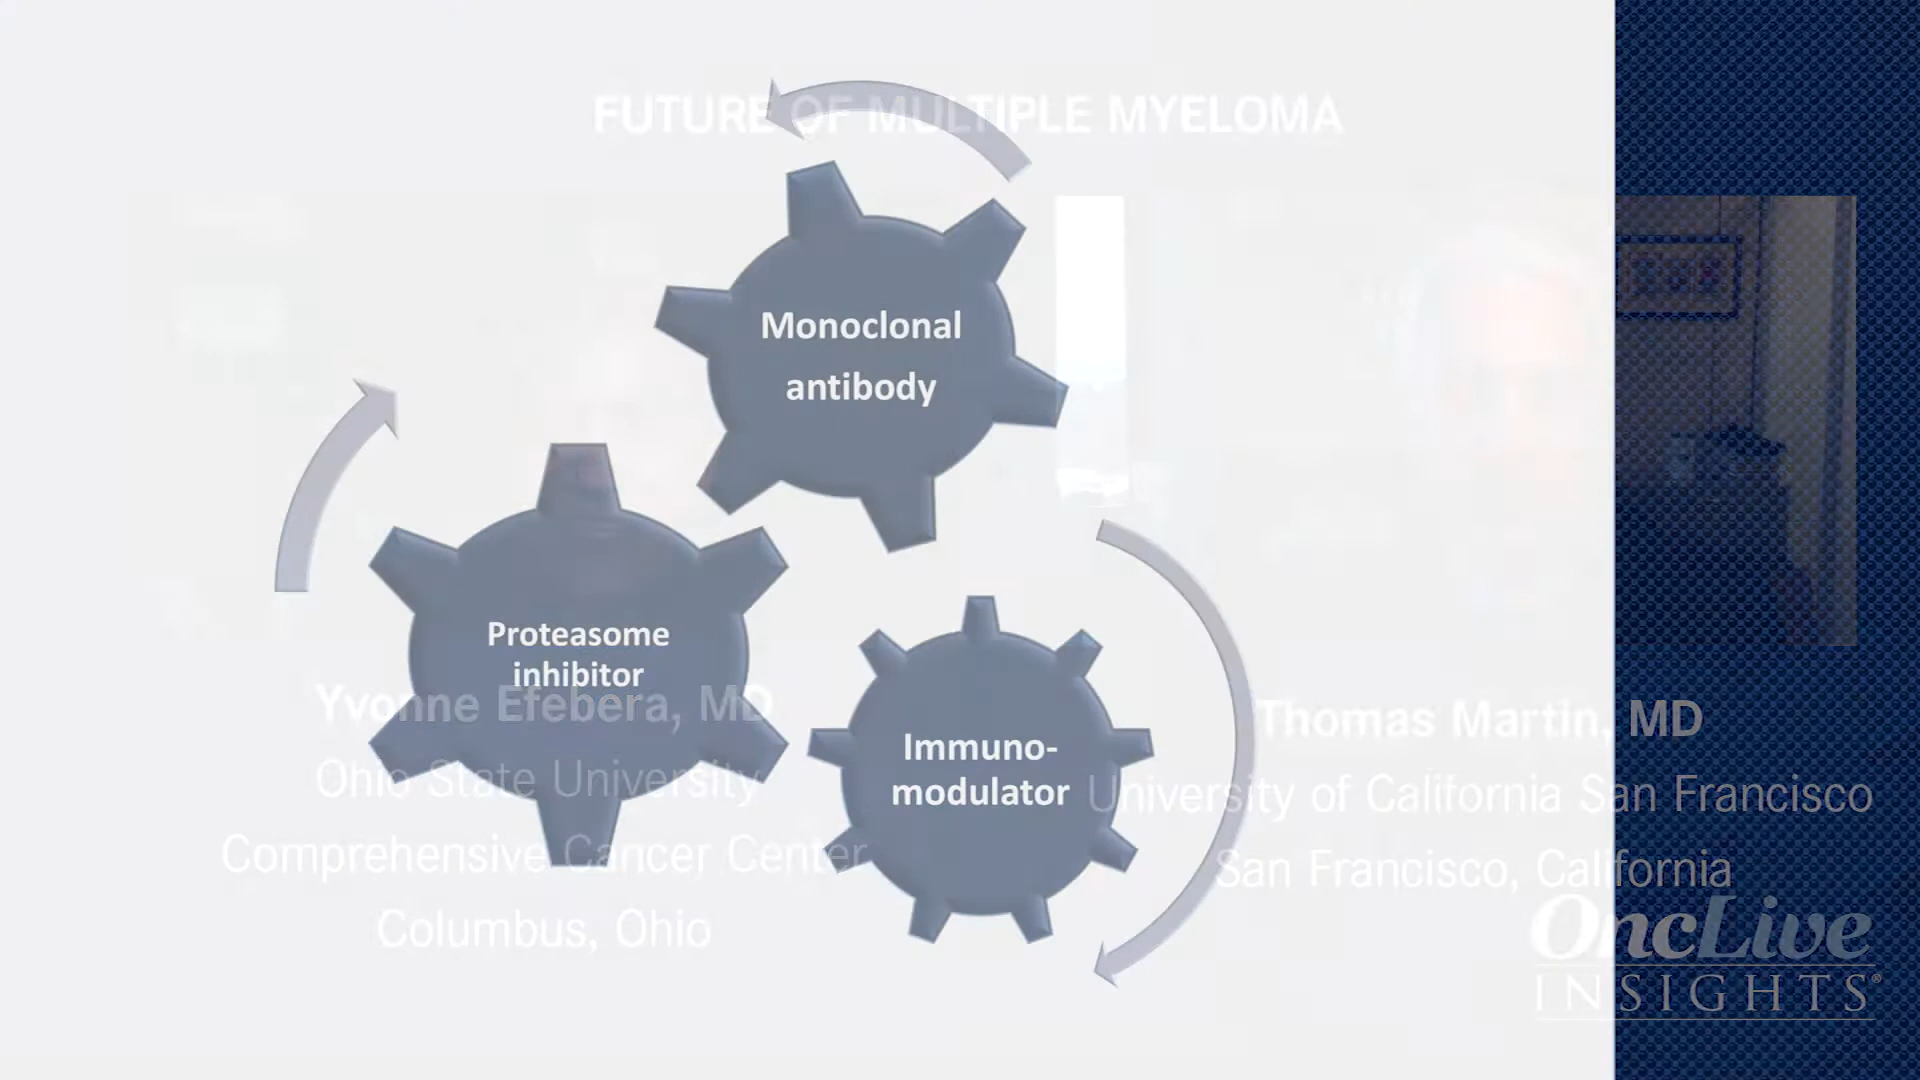 FUTURE OF MULTIPLE MYELOMA
Monoclonal
antibody
Proteasome
inhibitor
Immuno-
modulator
Yvonne Efebera, MD
Ohio State University
Comprehensive Cancer Center
Columbus, Ohio
Thomas Martin, MD
University of California San Francisco
San Francisco, California
OncLive
INSIGHTS®